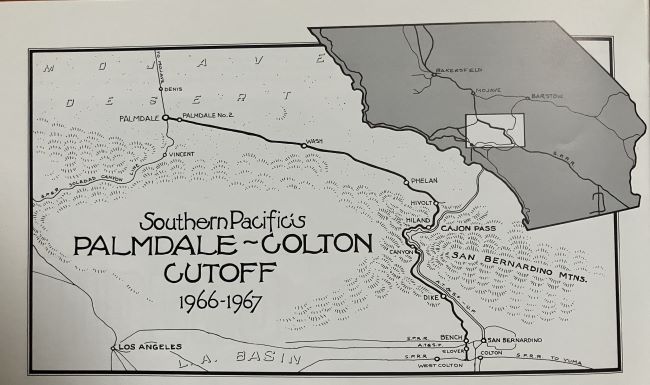 MOJAVE
DESERT
TO MOJAVE
DENIS
PALMDALE
PALMDALE No. 2
VINCENT
WASH
S.P.R.R. SOLEDAD CANYON LINE
PHELAN
HIVOLT
HILAND
CAJON PASS
CANYON
SAN BERNARDINO MTNS.
DIKE
Southern Pacific's
PALMDALE ~ COLTON
CUTOFF
1966-1967
BAKERSFIELD
MOJAVE
BARSTOW
S.P.R.R.
LOS ANGELES
L.A. BASIN
S.P.R.R.
A.T.&S.F.
BENCH
SAN BERNARDINO
SLOVER
S.P.R.R.
WEST COLTON
COLTON
S.P.R.R. TO YUMA